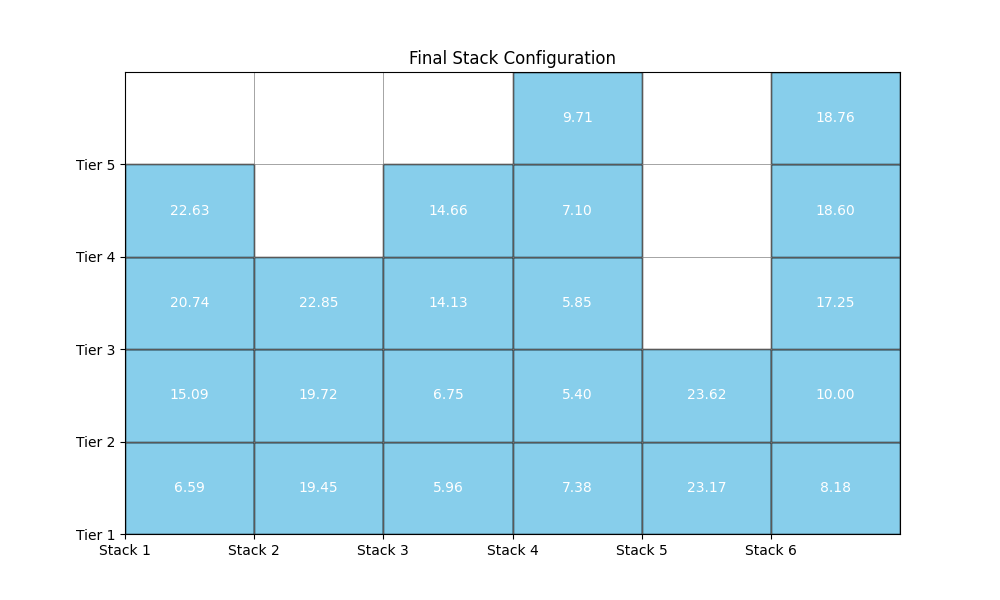 Final Stack Configuration
9.71 18.76
Tier 5
22.63 14.66 7.10 18.60
Tier 4
20.74 22.85 14.13 5.85 17.25
Tier 3
15.09 19.72 6.75 5.40 23.62 10.00
Tier 2
6.59 19.45 5.96 7.38 23.17 8.18
Tier 1
Stack 1 Stack 2 Stack 3 Stack 4 Stack 5 Stack 6